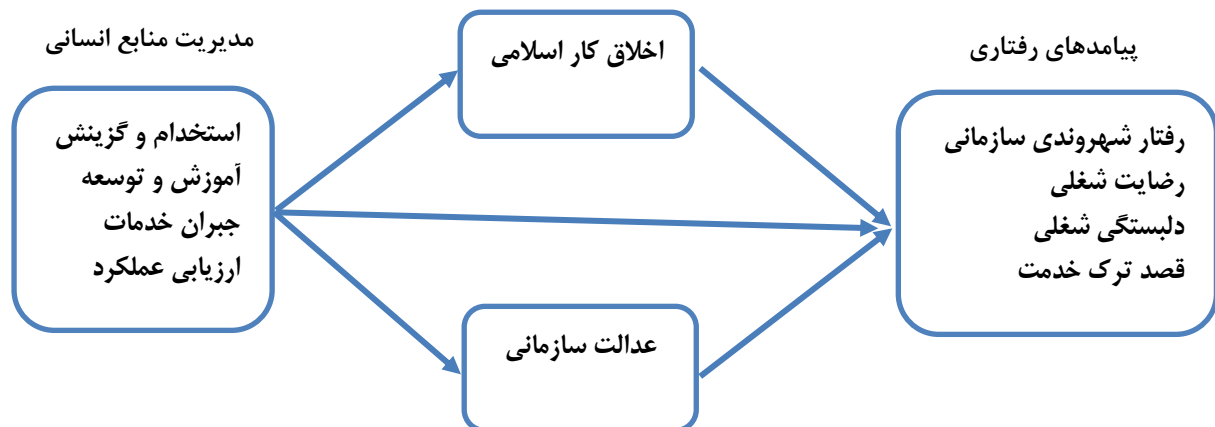 اخلاق کار اسلامی
پیامدهای رفتاری
مدیریت منابع انسانی
رفتار شهروندی سازمانی
رضایت شغلی
دلبستگی شغلی
قصد ترک خدمت
استخدام و گزینش
آموزش و توسعه
جبران خدمات
ارزیابی عملکرد
عدالت سازمانی